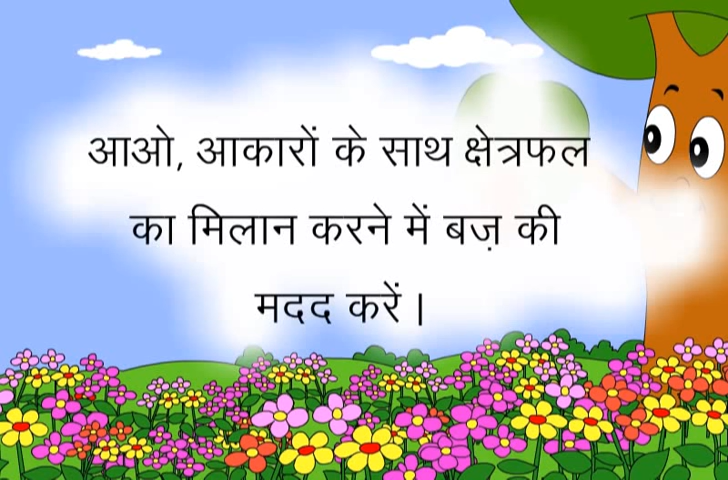 आओ, आकारों के साथ क्षेत्रफल
का मिलान करने में बज़ की
मदद करें |